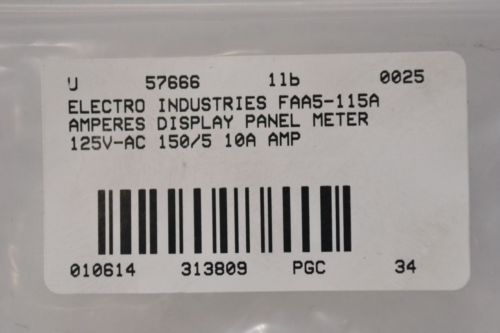 U 57666 1lb 0025
ELECTRO INDUSTRIES FAA5-115A
AMPERES DISPLAY PANEL METER
125V-AC 150/5 10A AMP
010614 313809 PGC 34